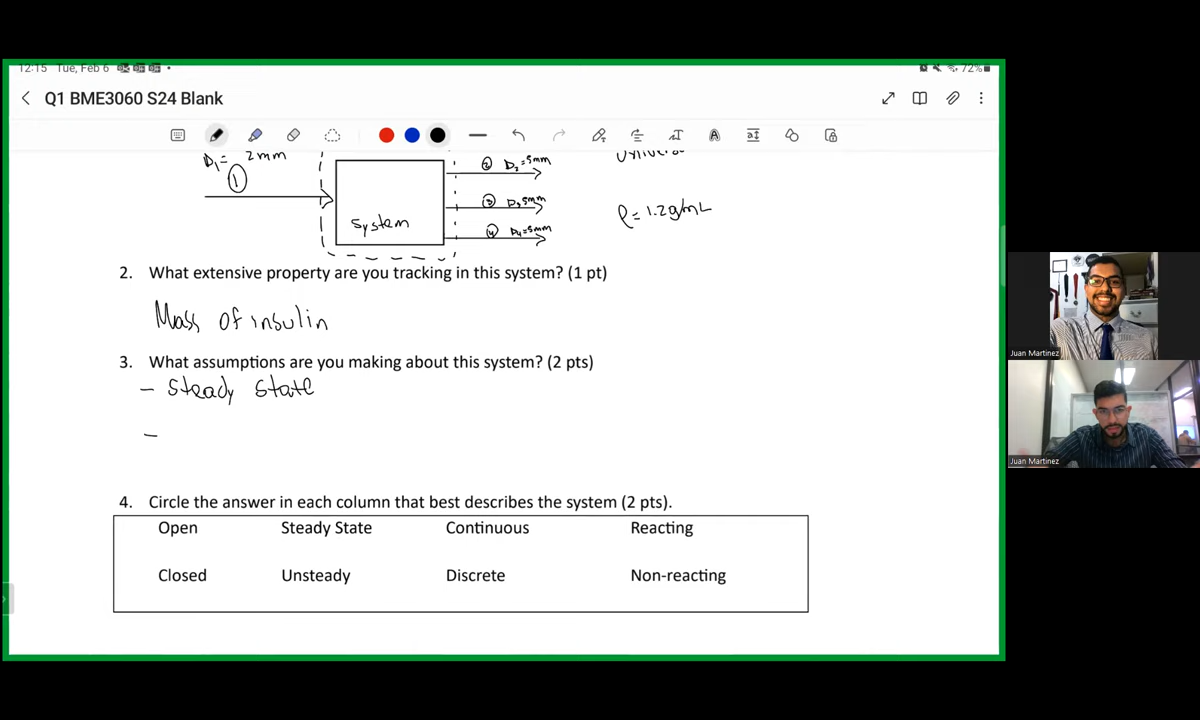 12:15 Tue, Feb 6 72%
Q1 BME3060 S24 Blank
D₁= 2mm
①
② D₂=5mm
③ D₃ 5mm
④ D₄=5mm
system
ρ= 1.2g/mL
2. What extensive property are you tracking in this system? (1 pt)
Mass of insulin
3. What assumptions are you making about this system? (2 pts)
- Steady State
-
4. Circle the answer in each column that best describes the system (2 pts).
Open Steady State Continuous Reacting
Closed Unsteady Discrete Non-reacting
Juan Martinez
Juan Martinez